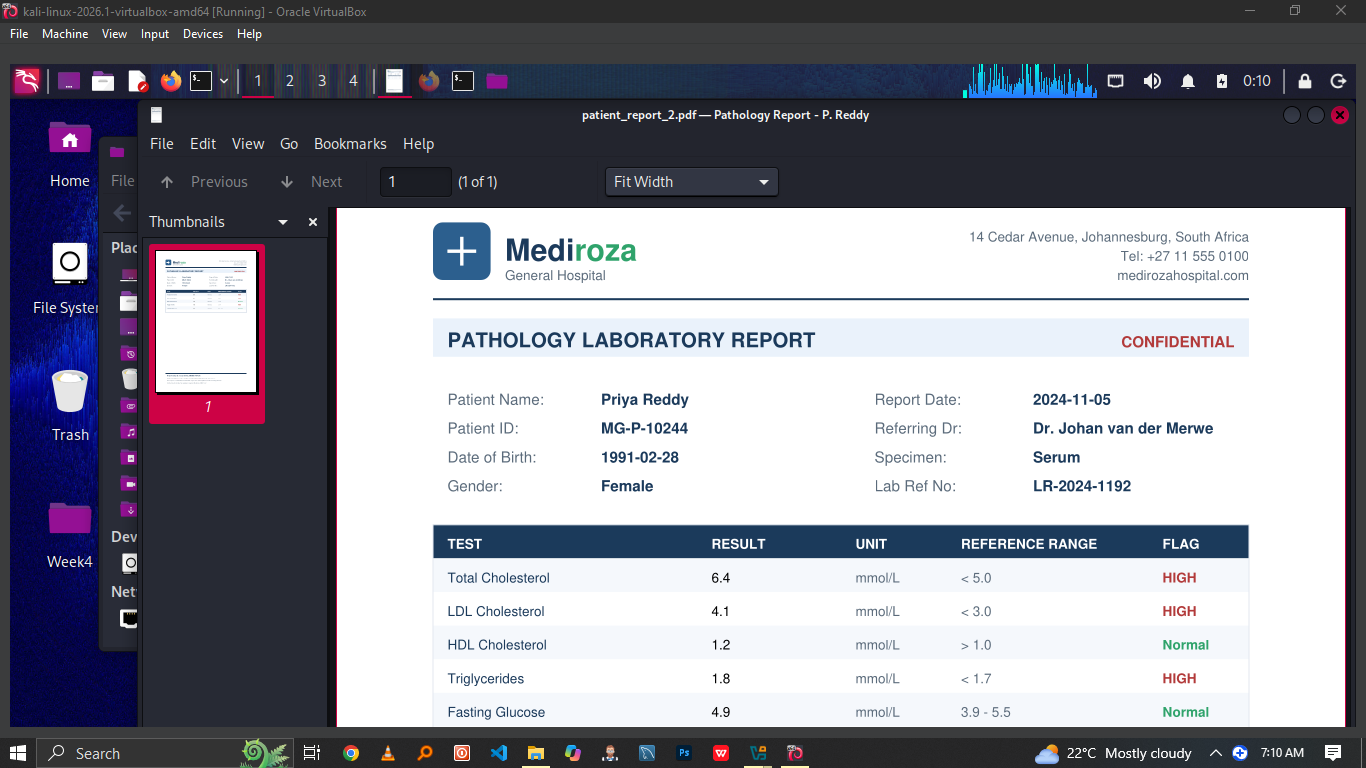 kali-linux-2026.1-virtualbox-amd64 [Running] - Oracle VirtualBox
File Machine View Input Devices Help
1 2 3 4 0:10
patient_report_2.pdf — Pathology Report - P. Reddy
File Edit View Go Bookmarks Help
Previous Next 1 (1 of 1) Fit Width
Home
File System
Trash
Week4
File
Thumbnails
1
Mediroza
General Hospital
14 Cedar Avenue, Johannesburg, South Africa
Tel: +27 11 555 0100
medirozahospital.com
PATHOLOGY LABORATORY REPORT CONFIDENTIAL
Patient Name: Priya Reddy Report Date: 2024-11-05
Patient ID: MG-P-10244 Referring Dr: Dr. Johan van der Merwe
Date of Birth: 1991-02-28 Specimen: Serum
Gender: Female Lab Ref No: LR-2024-1192
TEST RESULT UNIT REFERENCE RANGE FLAG
Total Cholesterol 6.4 mmol/L < 5.0 HIGH
LDL Cholesterol 4.1 mmol/L < 3.0 HIGH
HDL Cholesterol 1.2 mmol/L > 1.0 Normal
Triglycerides 1.8 mmol/L < 1.7 HIGH
Fasting Glucose 4.9 mmol/L 3.9 - 5.5 Normal
Search 22°C Mostly cloudy 7:10 AM